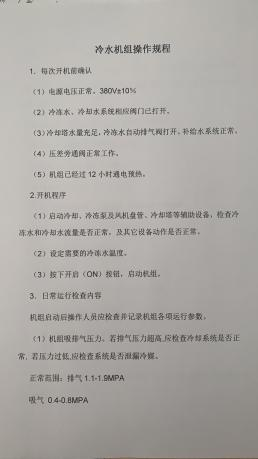 冷水机组操作规程
1. 每次开机前确认
（1）电源电压正常。380V±10%
（2）冷冻水、冷却水系统相应阀门已打开。
（3）冷却塔水量充足，冷冻水自动排气阀打开。补给水系统正常。
（4）压差旁通阀正常工作。
（5）机组已经过 12 小时通电预热。
2.开机程序
（1）启动冷却、冷冻泵及风机盘管、冷却塔等辅助设备，检查冷
冻水和冷却水流量是否正常，及其它设备动作是否正常。
（2）设定需要的冷冻水温度。
（3）按下开启（ON）按钮，启动机组。
3. 日常运行检查内容
机组启动后操作人员应检查并记录机组各项运行参数。
（1）机组吸排气压力。若排气压力超高,应检查冷却系统是否正
常, 若压力过低,应检查系统是否泄漏冷媒。
正常范围：排气 1.1-1.9MPA
吸气 0.4-0.8MPA